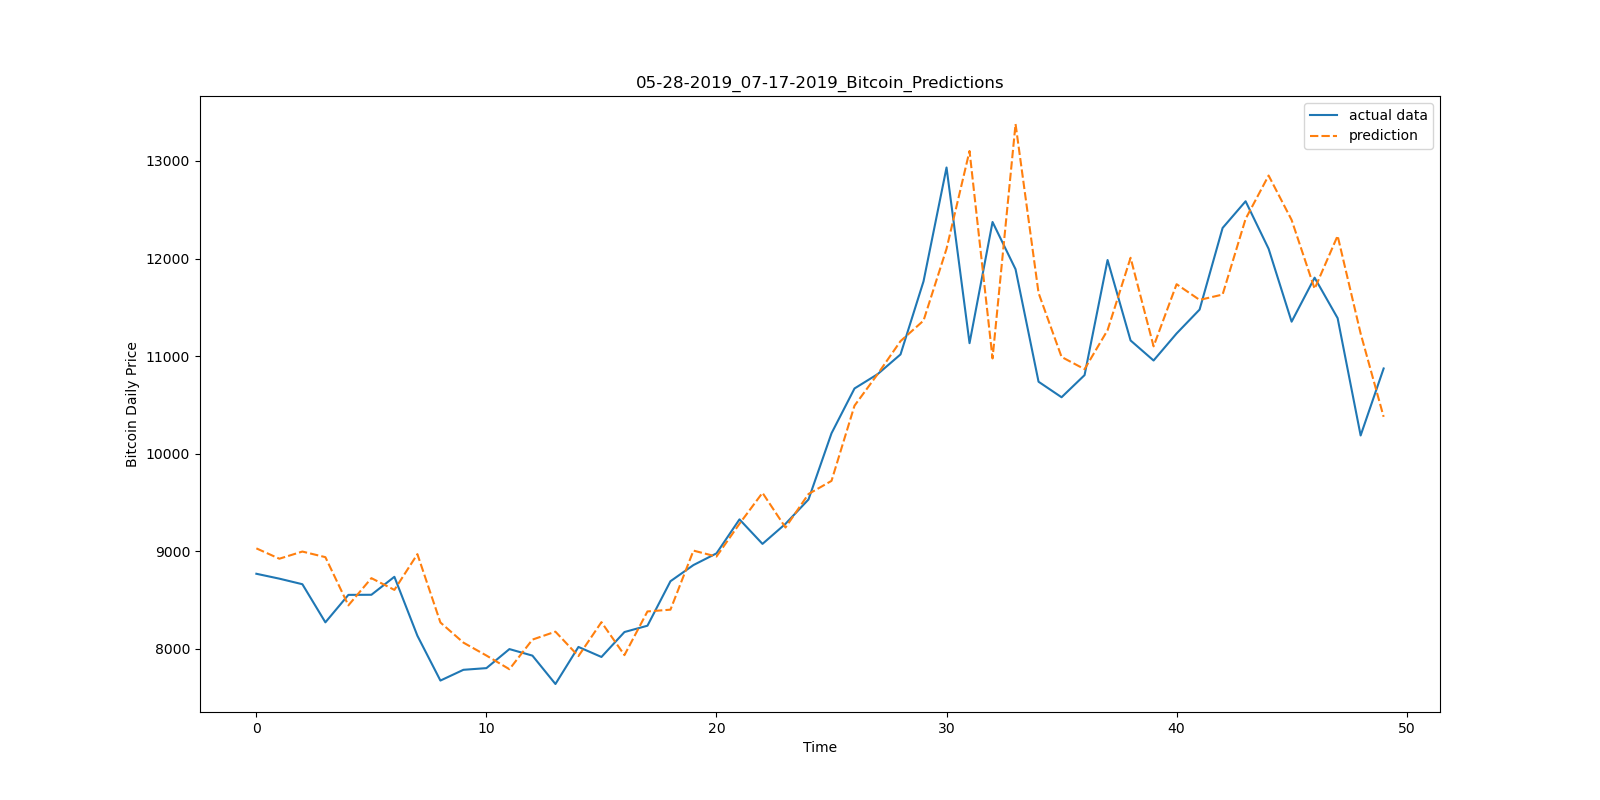 05-28-2019_07-17-2019_Bitcoin_Predictions
actual data
prediction
Bitcoin Daily Price
13000
12000
11000
10000
9000
8000
0 10 20 30 40 50
Time